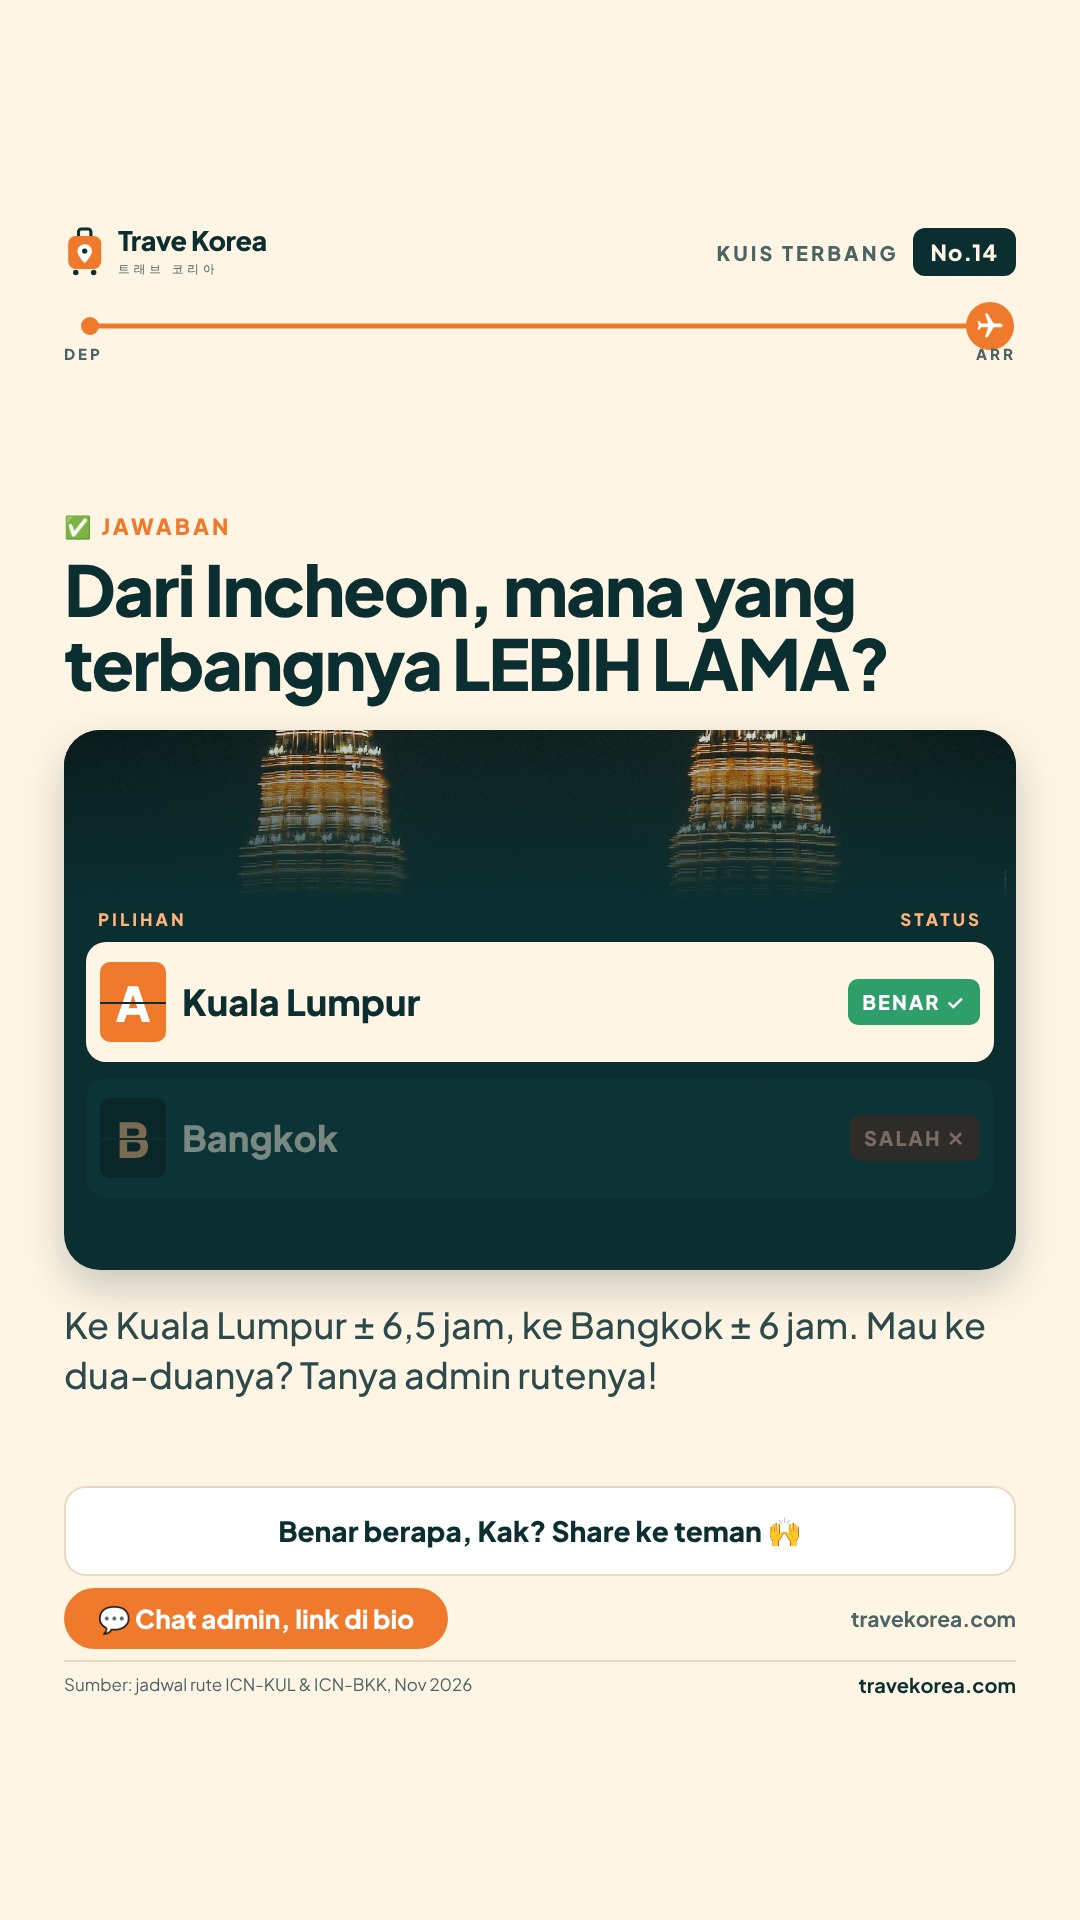 Trave Korea
트래브 코리아
KUIS TERBANG No.14
DEP ARR
✅ JAWABAN
Dari Incheon, mana yang
terbangnya LEBIH LAMA?
PILIHAN STATUS
A Kuala Lumpur BENAR ✓
B Bangkok SALAH ✕
Ke Kuala Lumpur ± 6,5 jam, ke Bangkok ± 6 jam. Mau ke
dua-duanya? Tanya admin rutenya!
Benar berapa, Kak? Share ke teman 🙌
💬 Chat admin, link di bio travekorea.com
Sumber: jadwal rute ICN-KUL & ICN-BKK, Nov 2026 travekorea.com